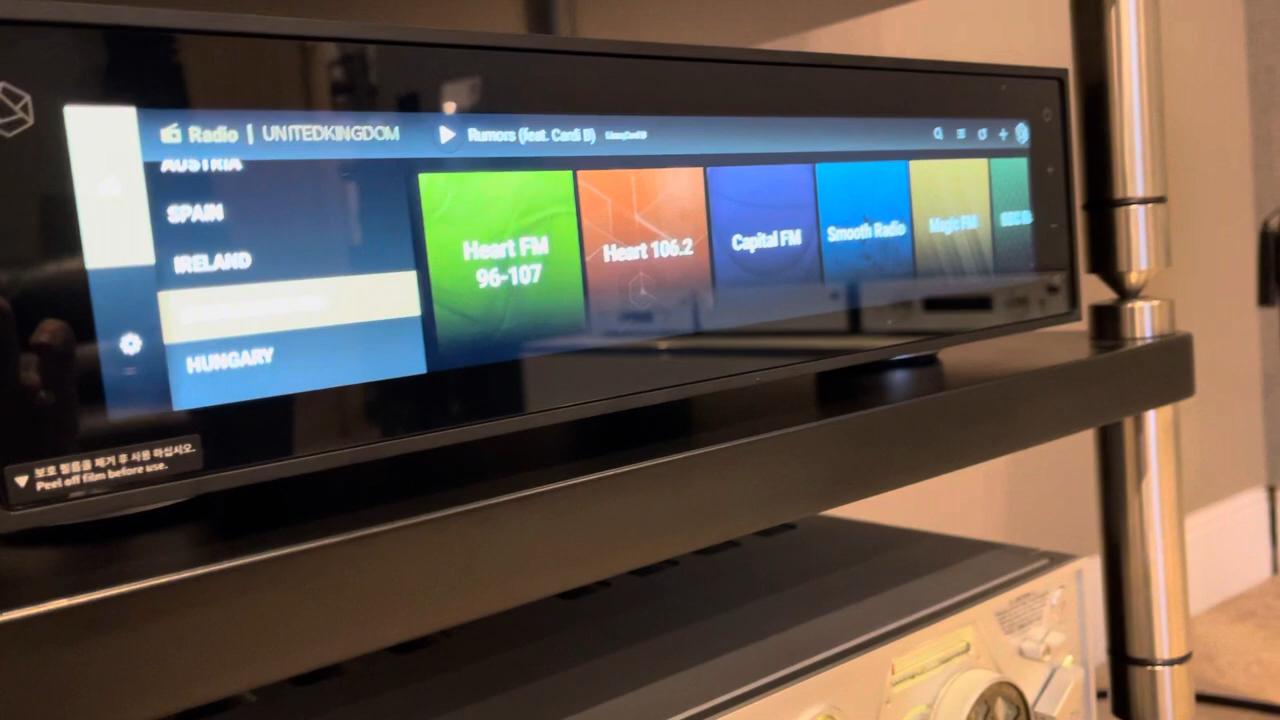 Radio | UNITEDKINGDOM
Rumors (feat. Cardi B)
AUSTRIA
SPAIN
IRELAND
HUNGARY
Heart FM
96-107
Heart 106.2
Capital FM
Smooth Radio
Magic FM
보호 필름을 제거 후 사용 하십시오.
Peel off film before use.